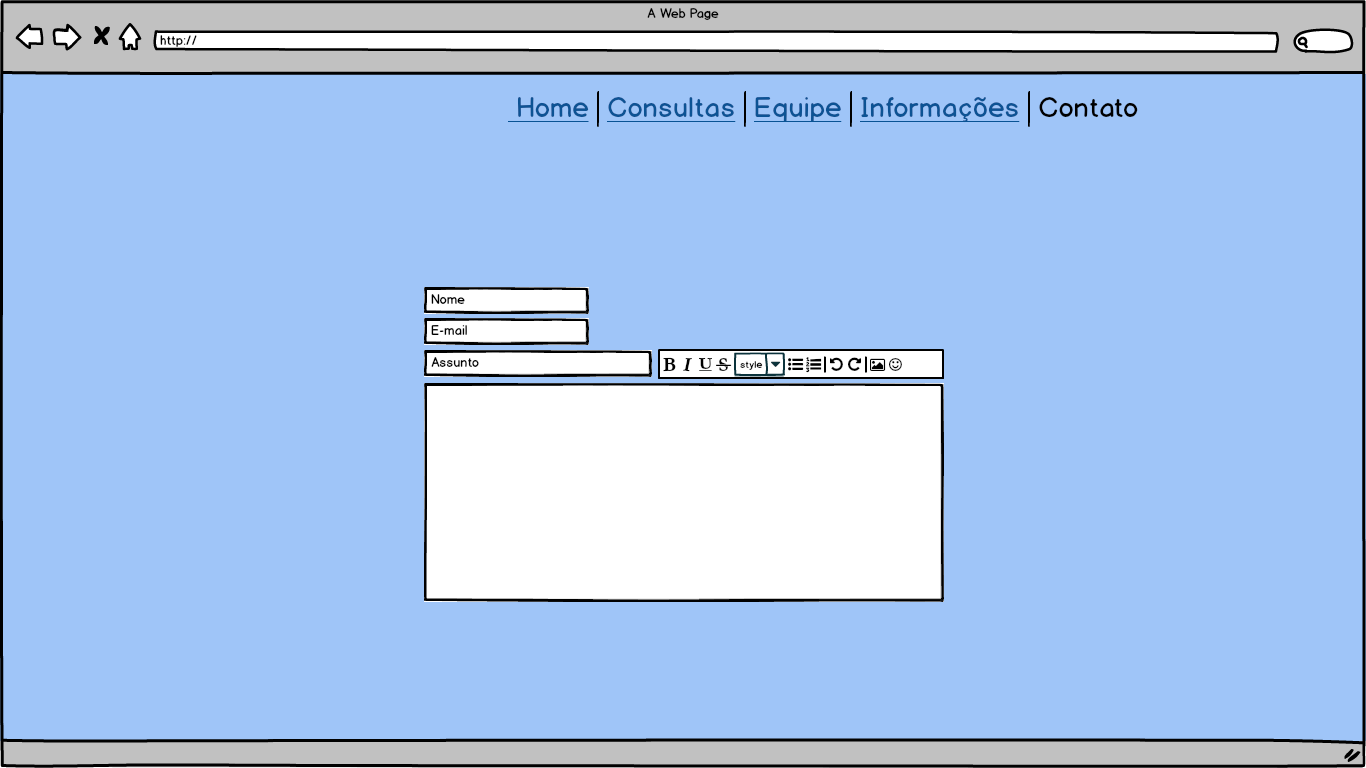 A Web Page
http://
Home Consultas Equipe Informações Contato
Nome
E-mail
Assunto
B I U S style